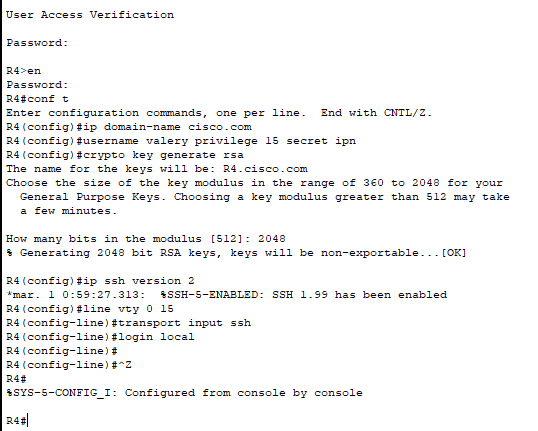 User Access Verification
Password:
R4>en
Password:
R4#conf t
Enter configuration commands, one per line.  End with CNTL/Z.
R4(config)#ip domain-name cisco.com
R4(config)#username valery privilege 15 secret ipn
R4(config)#crypto key generate rsa
The name for the keys will be: R4.cisco.com
Choose the size of the key modulus in the range of 360 to 2048 for your
  General Purpose Keys. Choosing a key modulus greater than 512 may take
  a few minutes.
How many bits in the modulus [512]: 2048
% Generating 2048 bit RSA keys, keys will be non-exportable...[OK]
R4(config)#ip ssh version 2
*mar. 1 0:59:27.313:  %SSH-5-ENABLED: SSH 1.99 has been enabled
R4(config)#line vty 0 15
R4(config-line)#transport input ssh
R4(config-line)#login local
R4(config-line)#
R4(config-line)#^Z
R4#
%SYS-5-CONFIG_I: Configured from console by console
R4#